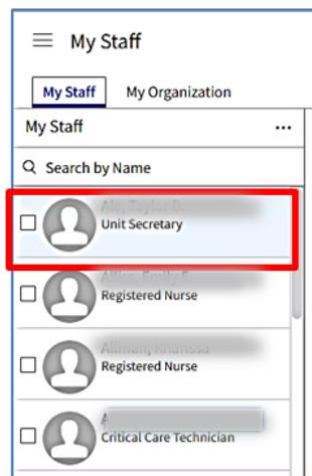 My Staff
My Staff My Organization
My Staff ...
Search by Name
Unit Secretary
Registered Nurse
Registered Nurse
Critical Care Technician